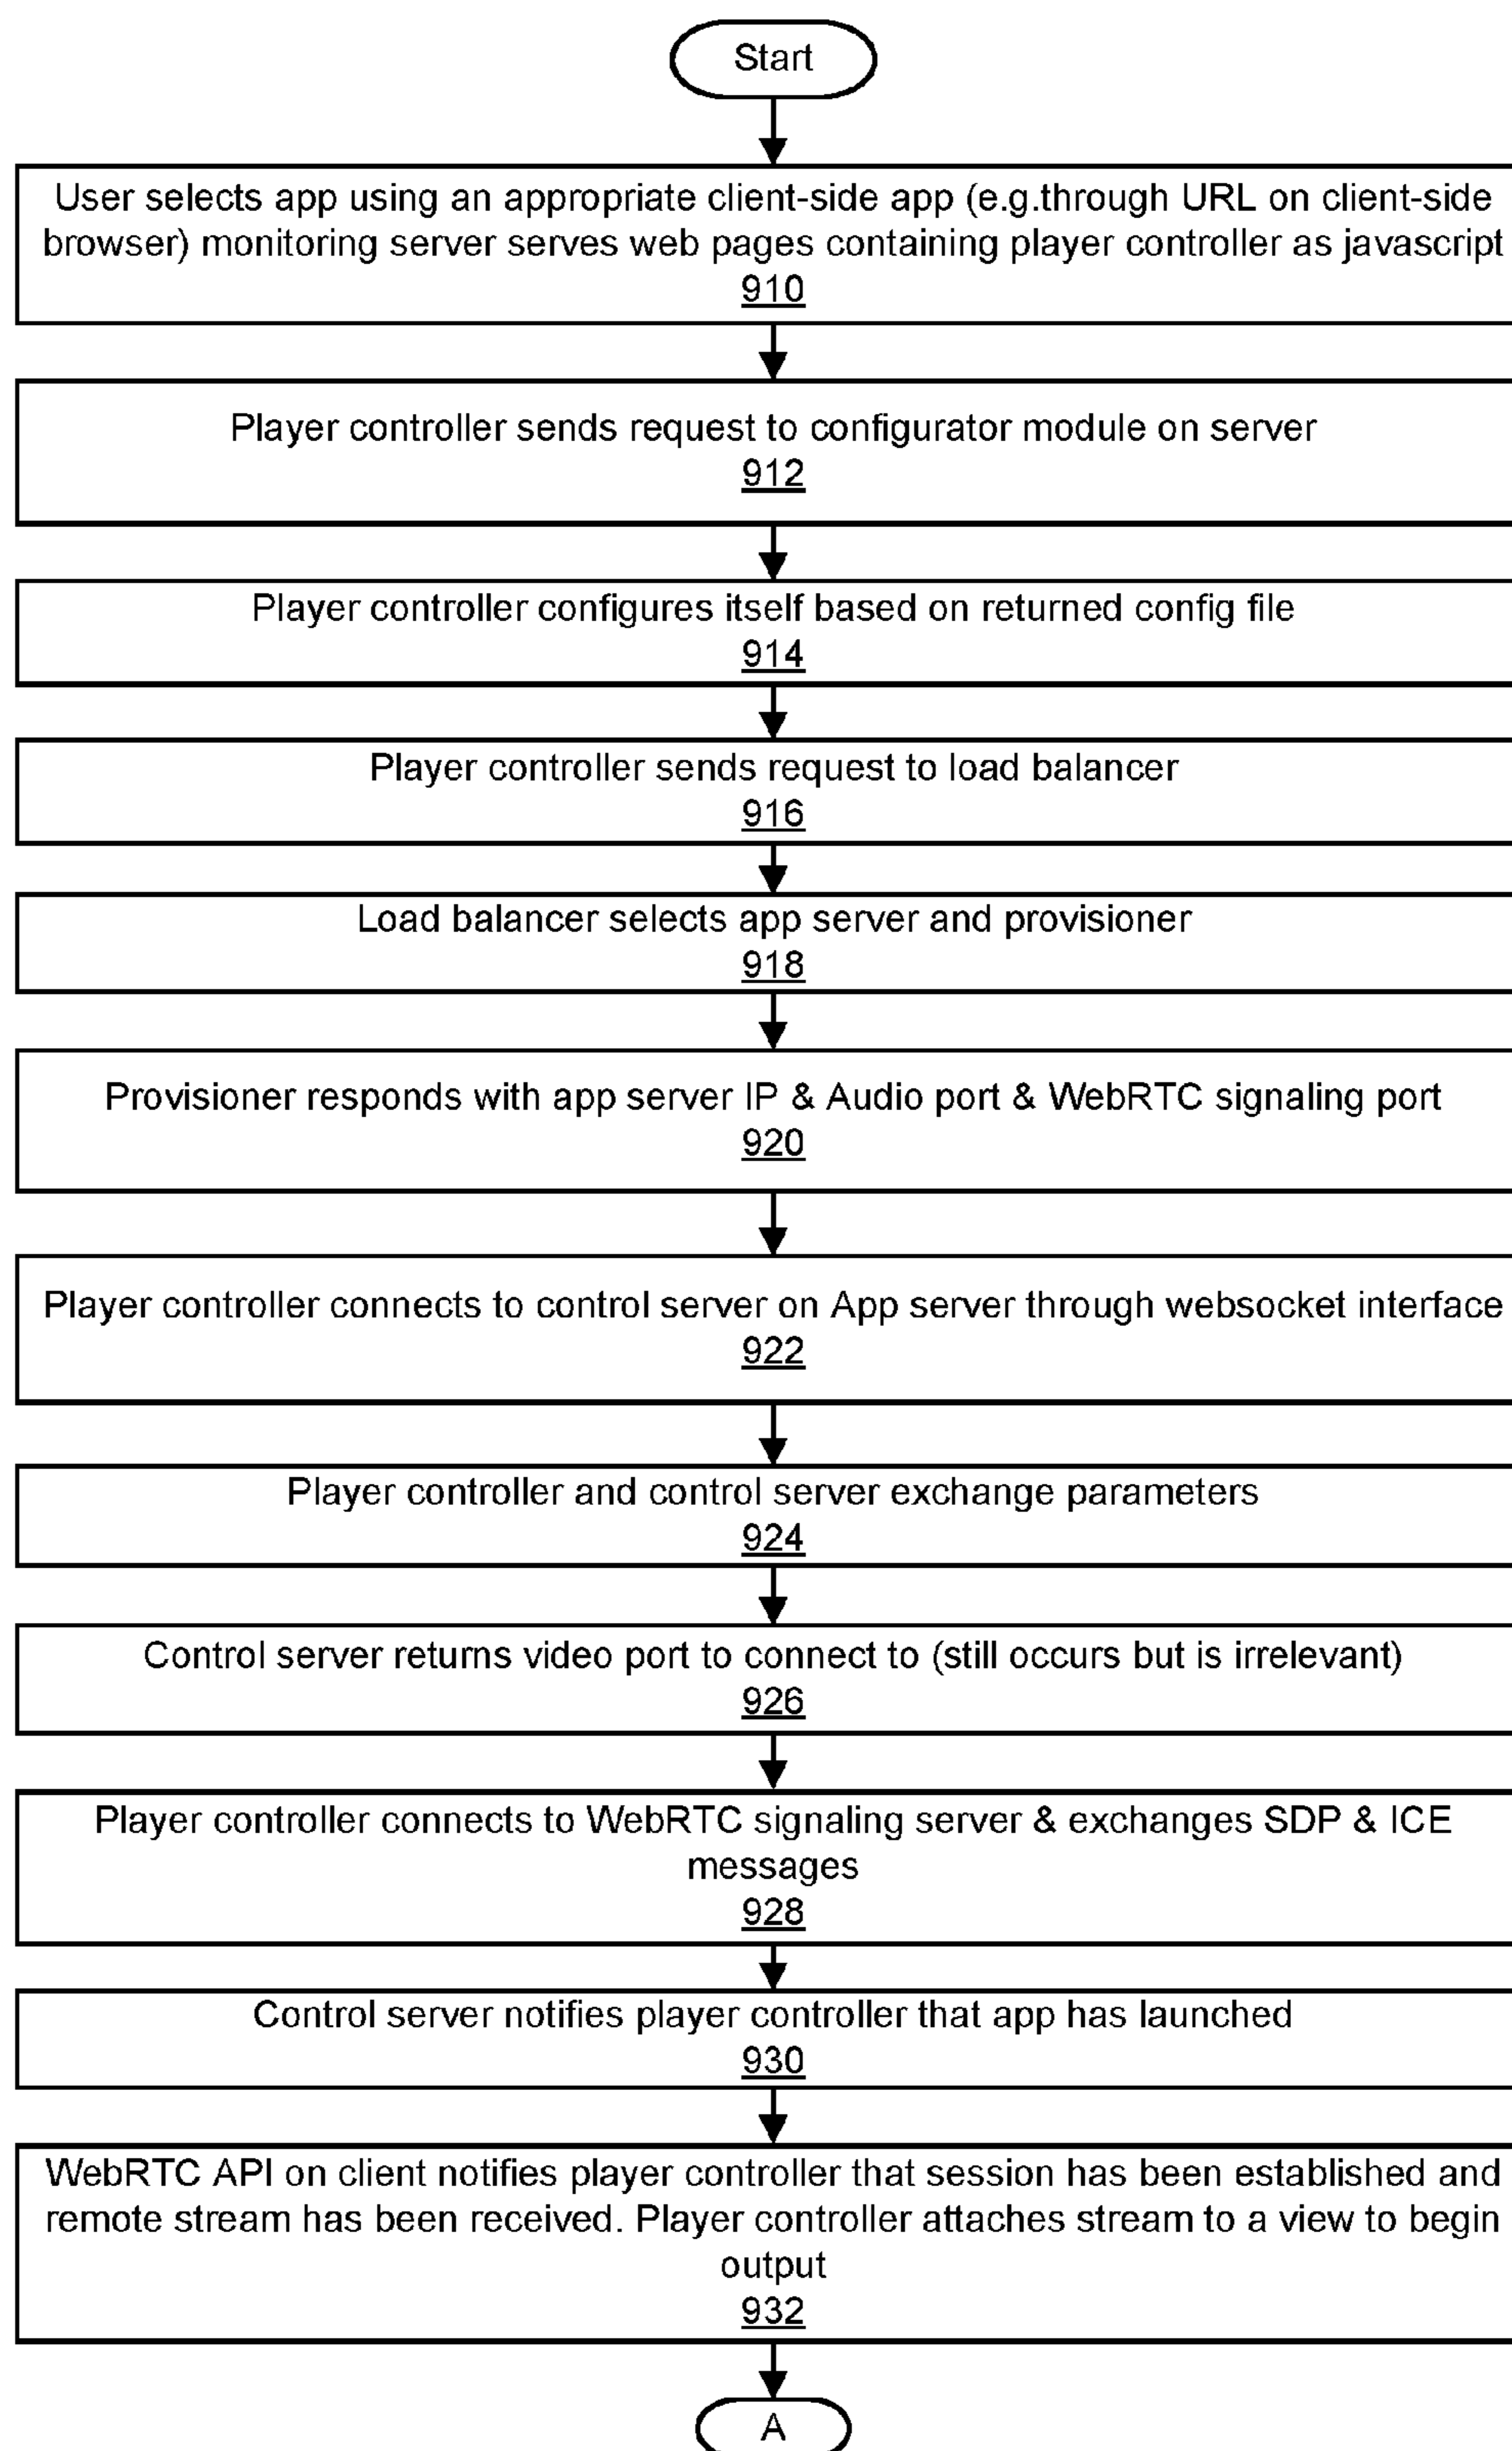 Start
User selects app using an appropriate client-side app (e.g.through URL on client-side
browser) monitoring server serves web pages containing player controller as javascript
910
Player controller sends request to configurator module on server
912
Player controller configures itself based on returned config file
914
Player controller sends request to load balancer
916
Load balancer selects app server and provisioner
918
Provisioner responds with app server IP & Audio port & WebRTC signaling port
920
Player controller connects to control server on App server through websocket interface
922
Player controller and control server exchange parameters
924
Control server returns video port to connect to (still occurs but is irrelevant)
926
Player controller connects to WebRTC signaling server & exchanges SDP & ICE
messages
928
Control server notifies player controller that app has launched
930
WebRTC API on client notifies player controller that session has been established and
remote stream has been received. Player controller attaches stream to a view to begin
output
932
A